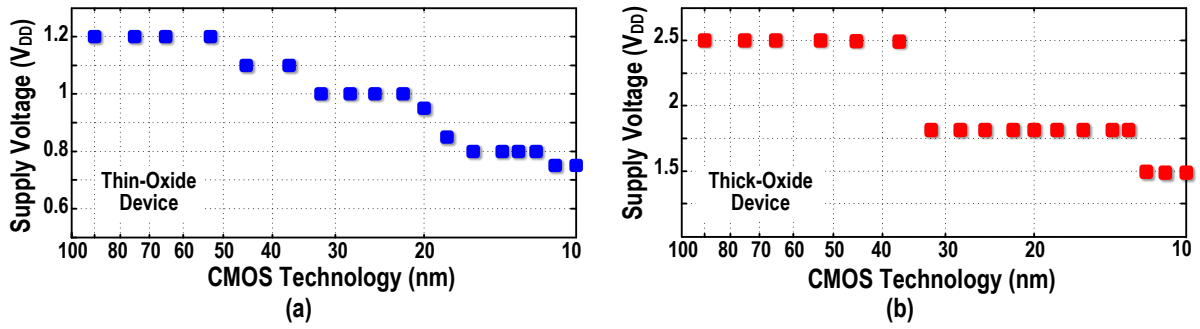 Supply Voltage (VDD)
1.2
1
0.8
0.6
Thin-Oxide
Device
100 80 70 60 50 40 30 20 10
CMOS Technology (nm)
(a)
Supply Voltage (VDD)
2.5
2
1.5
Thick-Oxide
Device
100 80 70 60 50 40 30 20 10
CMOS Technology (nm)
(b)